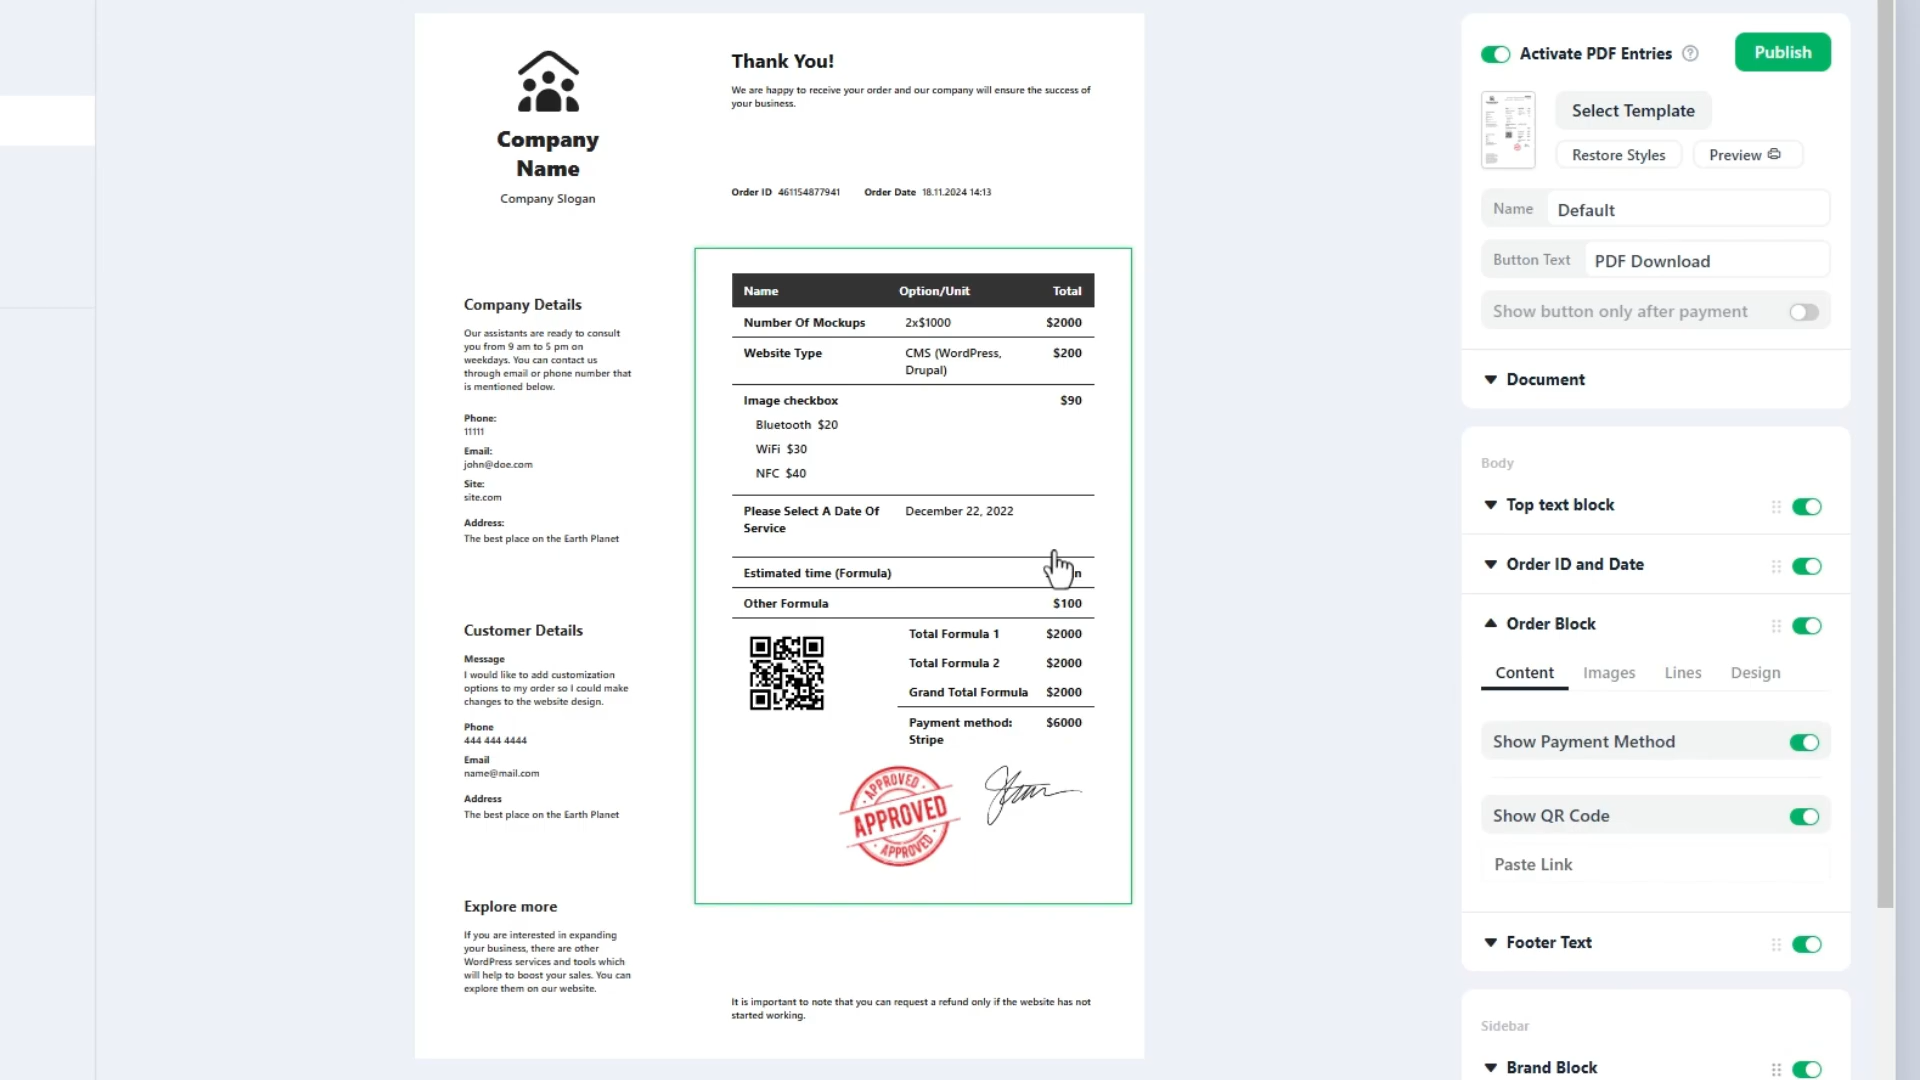 Company
Name
Company Slogan
Thank You!
We are happy to receive your order and our company will ensure the success of
your business.
Order ID 461154877941 Order Date 18.11.2024 14:13
Company Details
Our assistants are ready to consult
you from 9 am to 5 pm on
weekdays. You can contact us
through email or phone number that
is mentioned below.
Phone:
11111
Email:
john@doe.com
Site:
site.com
Address:
The best place on the Earth Planet
Customer Details
Message
I would like to add customization
options to my order so I could make
changes to the website design.
Phone
444 444 4444
Email
name@mail.com
Address
The best place on the Earth Planet
Explore more
If you are interested in expanding
your business, there are other
WordPress services and tools which
will help to boost your sales. You can
explore them on our website.
Name Option/Unit Total
Number Of Mockups 2x$1000 $2000
Website Type CMS (WordPress, $200
Drupal)
Image checkbox $90
Bluetooth $20
WiFi $30
NFC $40
Please Select A Date Of December 22, 2022
Service
Estimated time (Formula)
Other Formula $100
Total Formula 1 $2000
Total Formula 2 $2000
Grand Total Formula $2000
Payment method: $6000
Stripe
APPROVED
APPROVED
APPROVED
It is important to note that you can request a refund only if the website has not
started working.
Activate PDF Entries ? Publish
Select Template
Restore Styles Preview
Name Default
Button Text PDF Download
Show button only after payment
Document
Body
Top text block
Order ID and Date
Order Block
Content Images Lines Design
Show Payment Method
Show QR Code
Paste Link
Footer Text
Sidebar
Brand Block